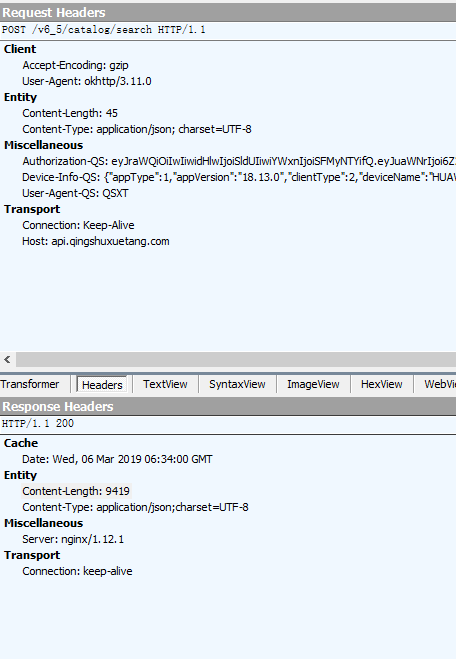 Request Headers
POST /v6_5/catalog/search HTTP/1.1
Client
Accept-Encoding: gzip
User-Agent: okhttp/3.11.0
Entity
Content-Length: 45
Content-Type: application/json; charset=UTF-8
Miscellaneous
Authorization-QS: eyJraWQiOiIwIiwidHlwIjoiSldUIiwiYWxnIjoiSFMyNTYifQ.eyJuaWNrIjoi6Z
Device-Info-QS: {"appType":1,"appVersion":"18.13.0","clientType":2,"deviceName":"HUAW
User-Agent-QS: QSXT
Transport
Connection: Keep-Alive
Host: api.qingshuxuetang.com
Transformer Headers TextView SyntaxView ImageView HexView WebVi
Response Headers
HTTP/1.1 200
Cache
Date: Wed, 06 Mar 2019 06:34:00 GMT
Entity
Content-Length: 9419
Content-Type: application/json;charset=UTF-8
Miscellaneous
Server: nginx/1.12.1
Transport
Connection: keep-alive